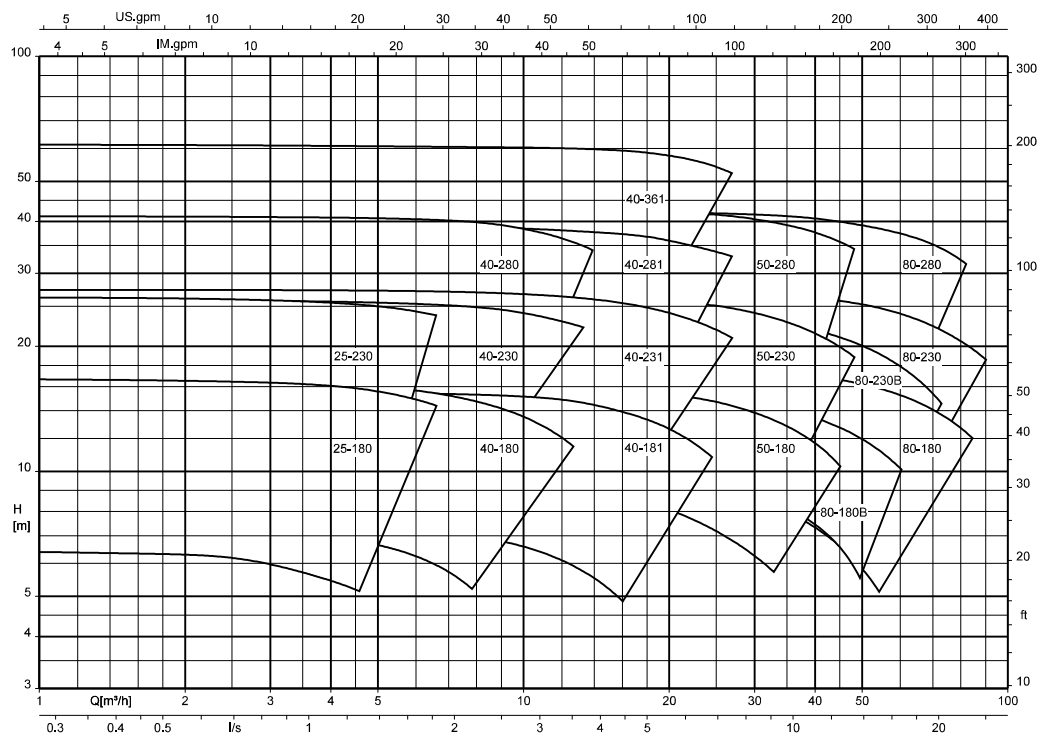 5 US.gpm 10 20 30 40 50 100 200 300 400
4 5 IM.gpm 10 20 30 40 50 100 200 300
100 300
200
50
40-361
40
100
30 40-280 40-281 50-280 80-280
20 25-230 40-230 40-231 50-230 80-230
80-230B
50
25-180 40-180 40-181 50-180 80-180 40
10
30
H
[m] 80-180B
20
5
ft
4
3 10
1 Q[m³/h] 2 3 4 5 10 20 30 40 50 100
0.3 0.4 0.5 l/s 1 2 3 4 5 10 20